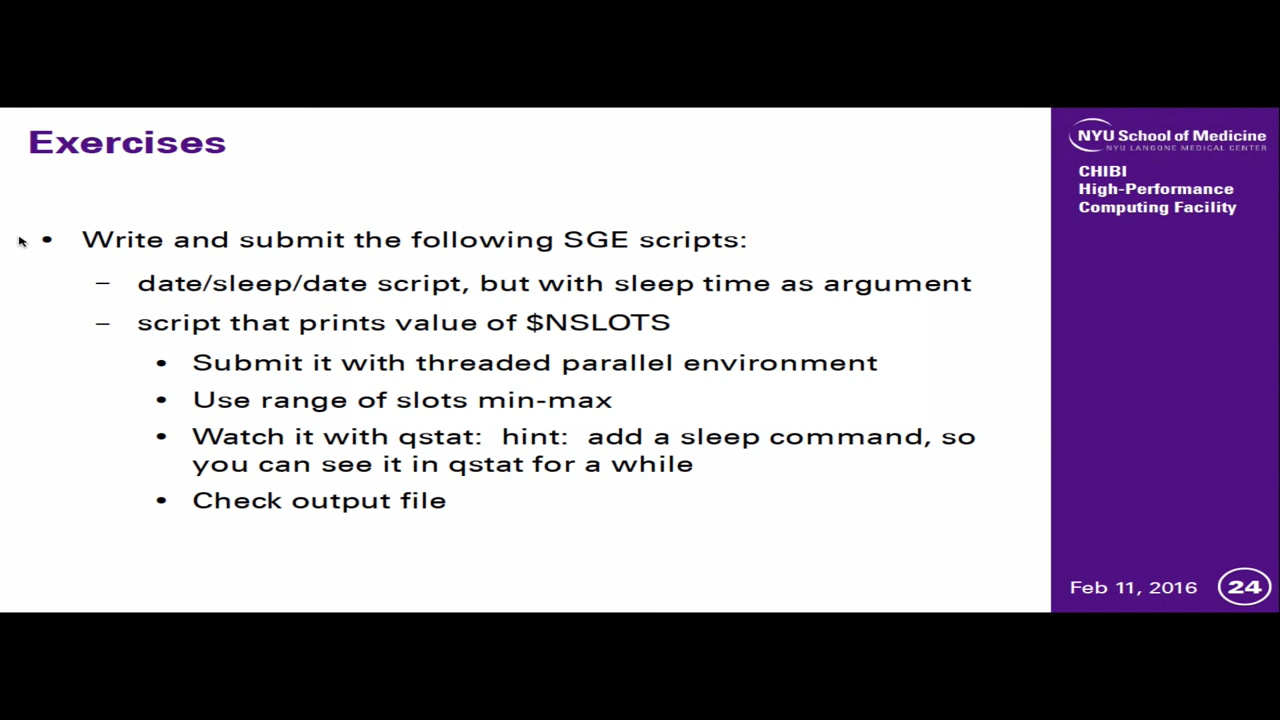 Exercises
• Write and submit the following SGE scripts:
– date/sleep/date script, but with sleep time as argument
– script that prints value of $NSLOTS
• Submit it with threaded parallel environment
• Use range of slots min-max
• Watch it with qstat: hint: add a sleep command, so
you can see it in qstat for a while
• Check output file
NYU School of Medicine
NYU LANGONE MEDICAL CENTER
CHIBI
High-Performance
Computing Facility
Feb 11, 2016
24